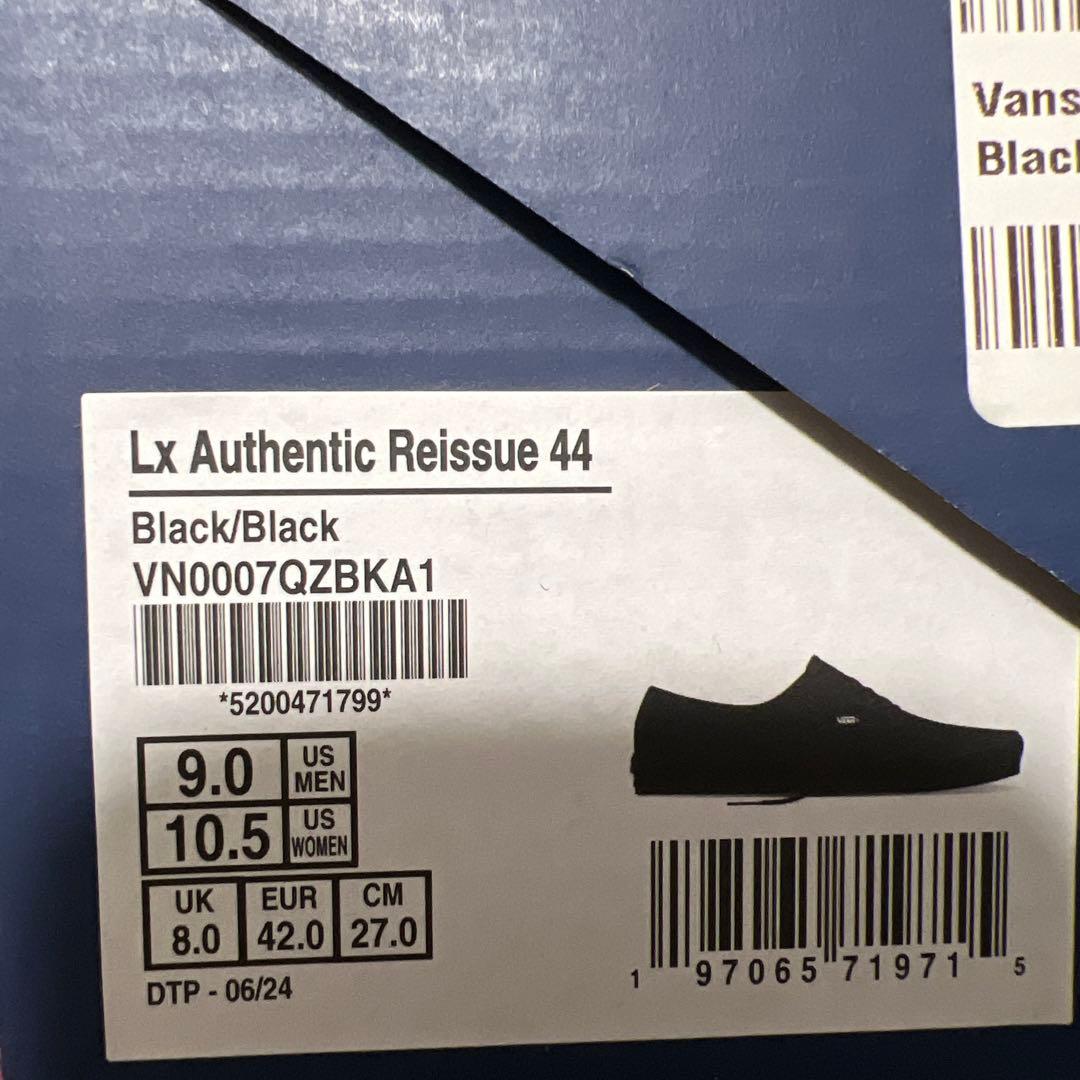 Vans
Lx Authentic Reissue 44
Black/Black
VN0007QZBKA1
*5200471799*
9.0 US MEN
10.5 US WOMEN
UK EUR CM
8.0 42.0 27.0
DTP - 06/24
1 97065 71971 5